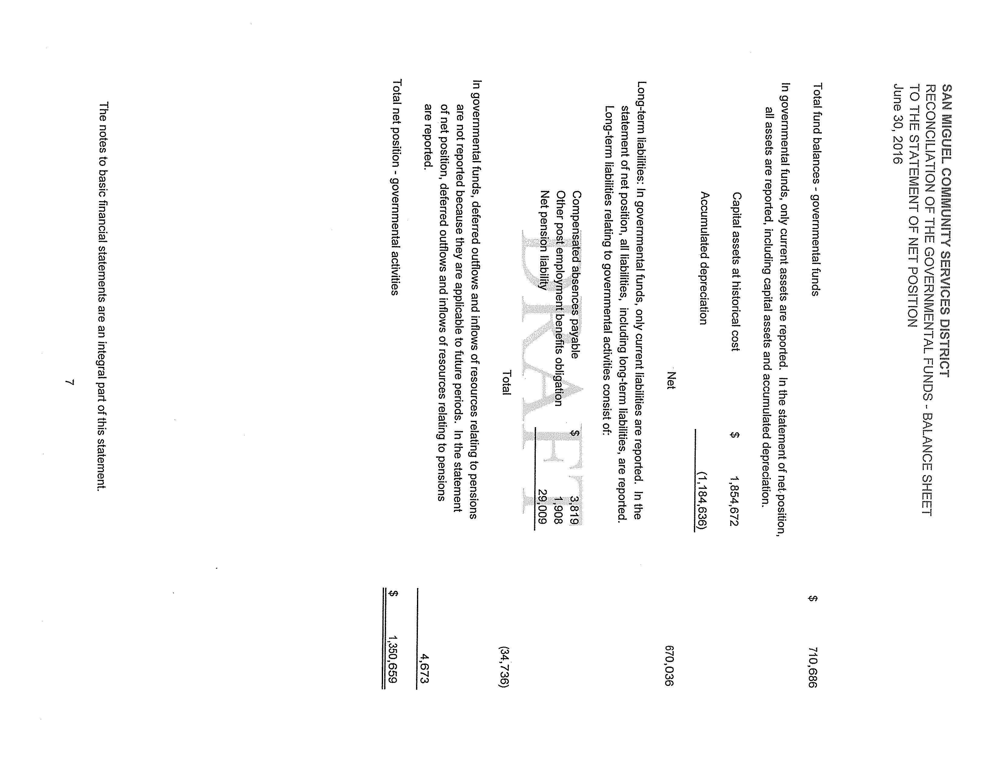 SAN MIGUEL COMMUNITY SERVICES DISTRICT
RECONCILIATION OF THE GOVERNMENTAL FUNDS - BALANCE SHEET
TO THE STATEMENT OF NET POSITION
June 30, 2016
Total fund balances - governmental funds $ 710,686
In governmental funds, only current assets are reported. In the statement of net position,
all assets are reported, including capital assets and accumulated depreciation.
Capital assets at historical cost $ 1,854,672
Accumulated depreciation (1,184,636)
Net 670,036
Long-term liabilities: In governmental funds, only current liabilities are reported. In the
statement of net position, all liabilities, including long-term liabilities, are reported.
Long-term liabilities relating to governmental activities consist of:
DRAFT
Compensated absences payable $ 3,819
Other post employment benefits obligation 1,908
Net pension liability 29,009
Total (34,736)
In governmental funds, deferred outflows and inflows of resources relating to pensions
are not reported because they are applicable to future periods. In the statement
of net position, deferred outflows and inflows of resources relating to pensions
are reported. 4,673
Total net position - governmental activities $ 1,350,659
The notes to basic financial statements are an integral part of this statement.
7